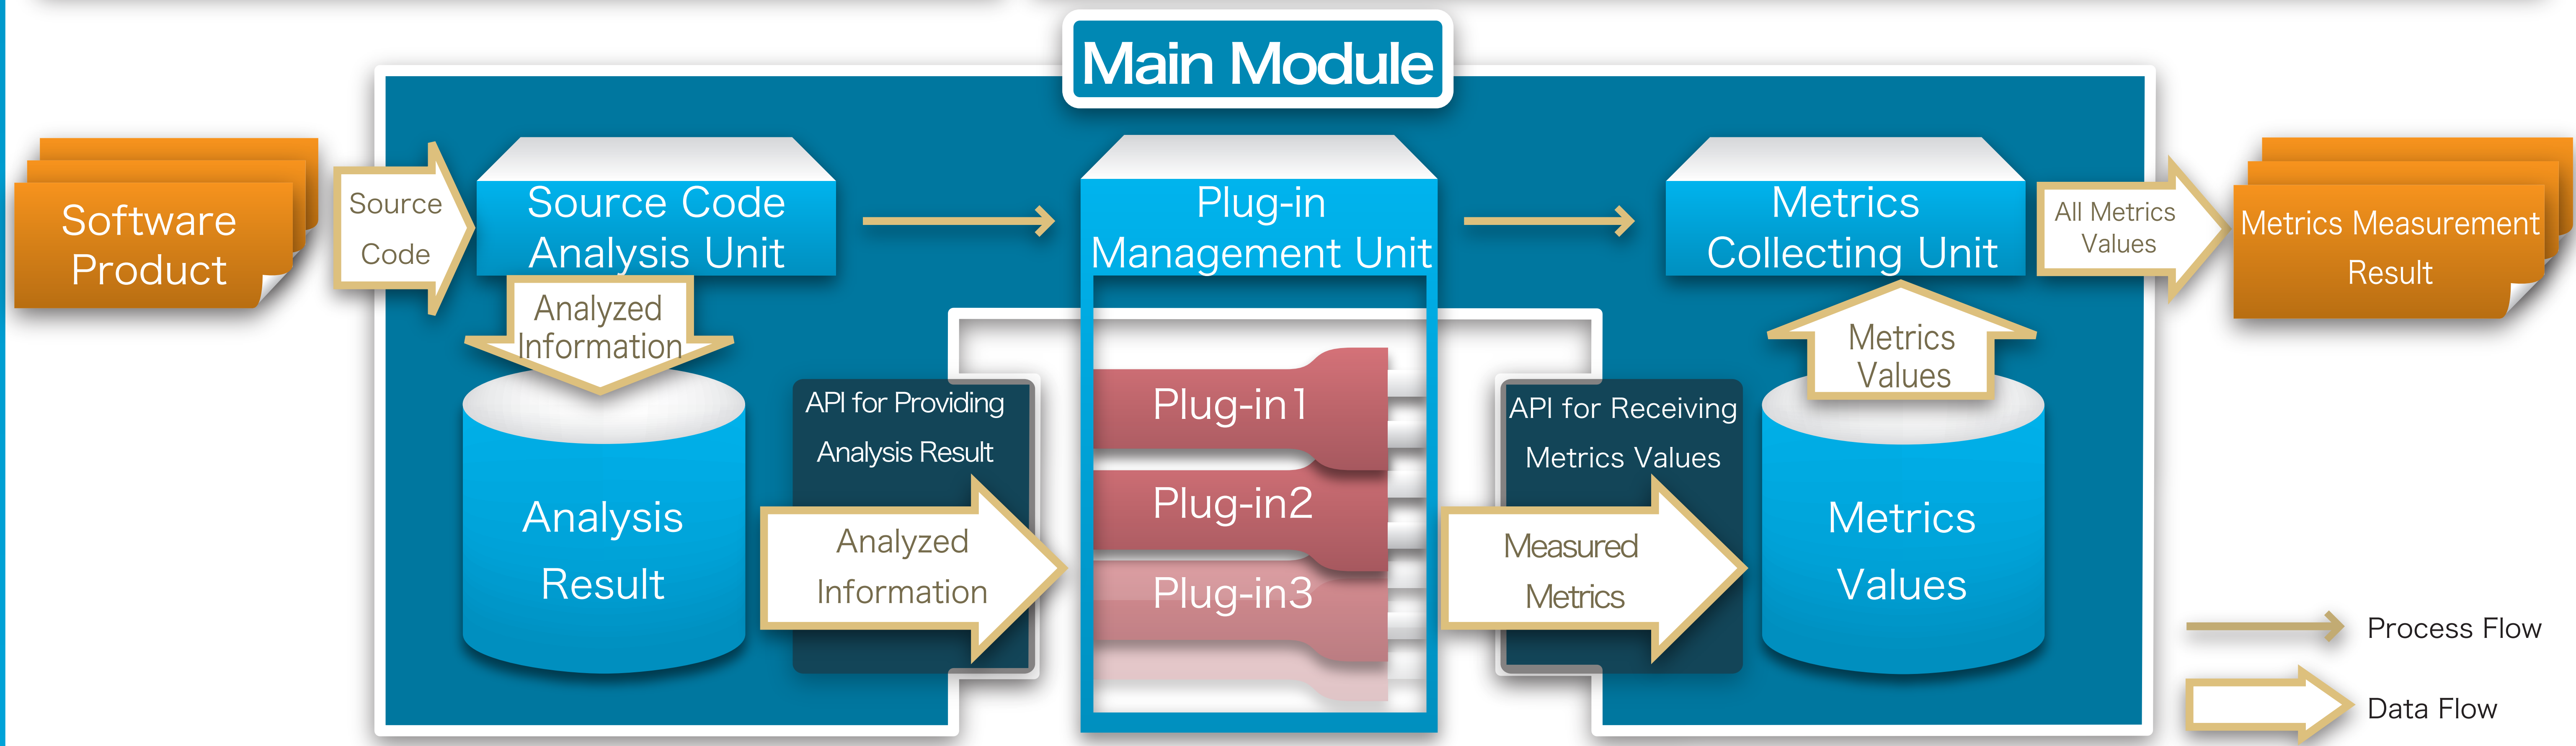 Main Module
Software
Product
Source
Code
Source Code
Analysis Unit
Plug-in
Management Unit
Metrics
Collecting Unit
All Metrics
Values
Metrics Measurement
Result
Analyzed
Information
Analysis
Result
API for Providing
Analysis Result
Analyzed
Information
Plug-in1
Plug-in2
Plug-in3
API for Receiving
Metrics Values
Measured
Metrics
Metrics
Values
Metrics
Values
Process Flow
Data Flow